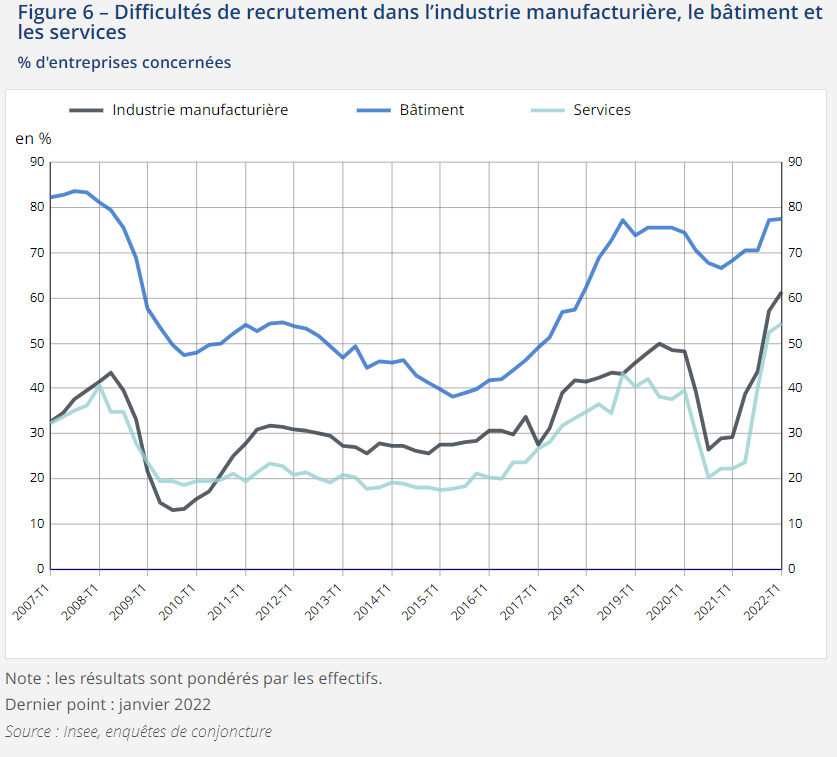 Figure 6 – Difficultés de recrutement dans l’industrie manufacturière, le bâtiment et
les services
% d'entreprises concernées
Industrie manufacturière Bâtiment Services
en %
90 90
80 80
70 70
60 60
50 50
40 40
30 30
20 20
10 10
0 0
2007-T1 2008-T1 2009-T1 2010-T1 2011-T1 2012-T1 2013-T1 2014-T1 2015-T1 2016-T1 2017-T1 2018-T1 2019-T1 2020-T1 2021-T1 2022-T1
Note : les résultats sont pondérés par les effectifs.
Dernier point : janvier 2022
Source : Insee, enquêtes de conjoncture